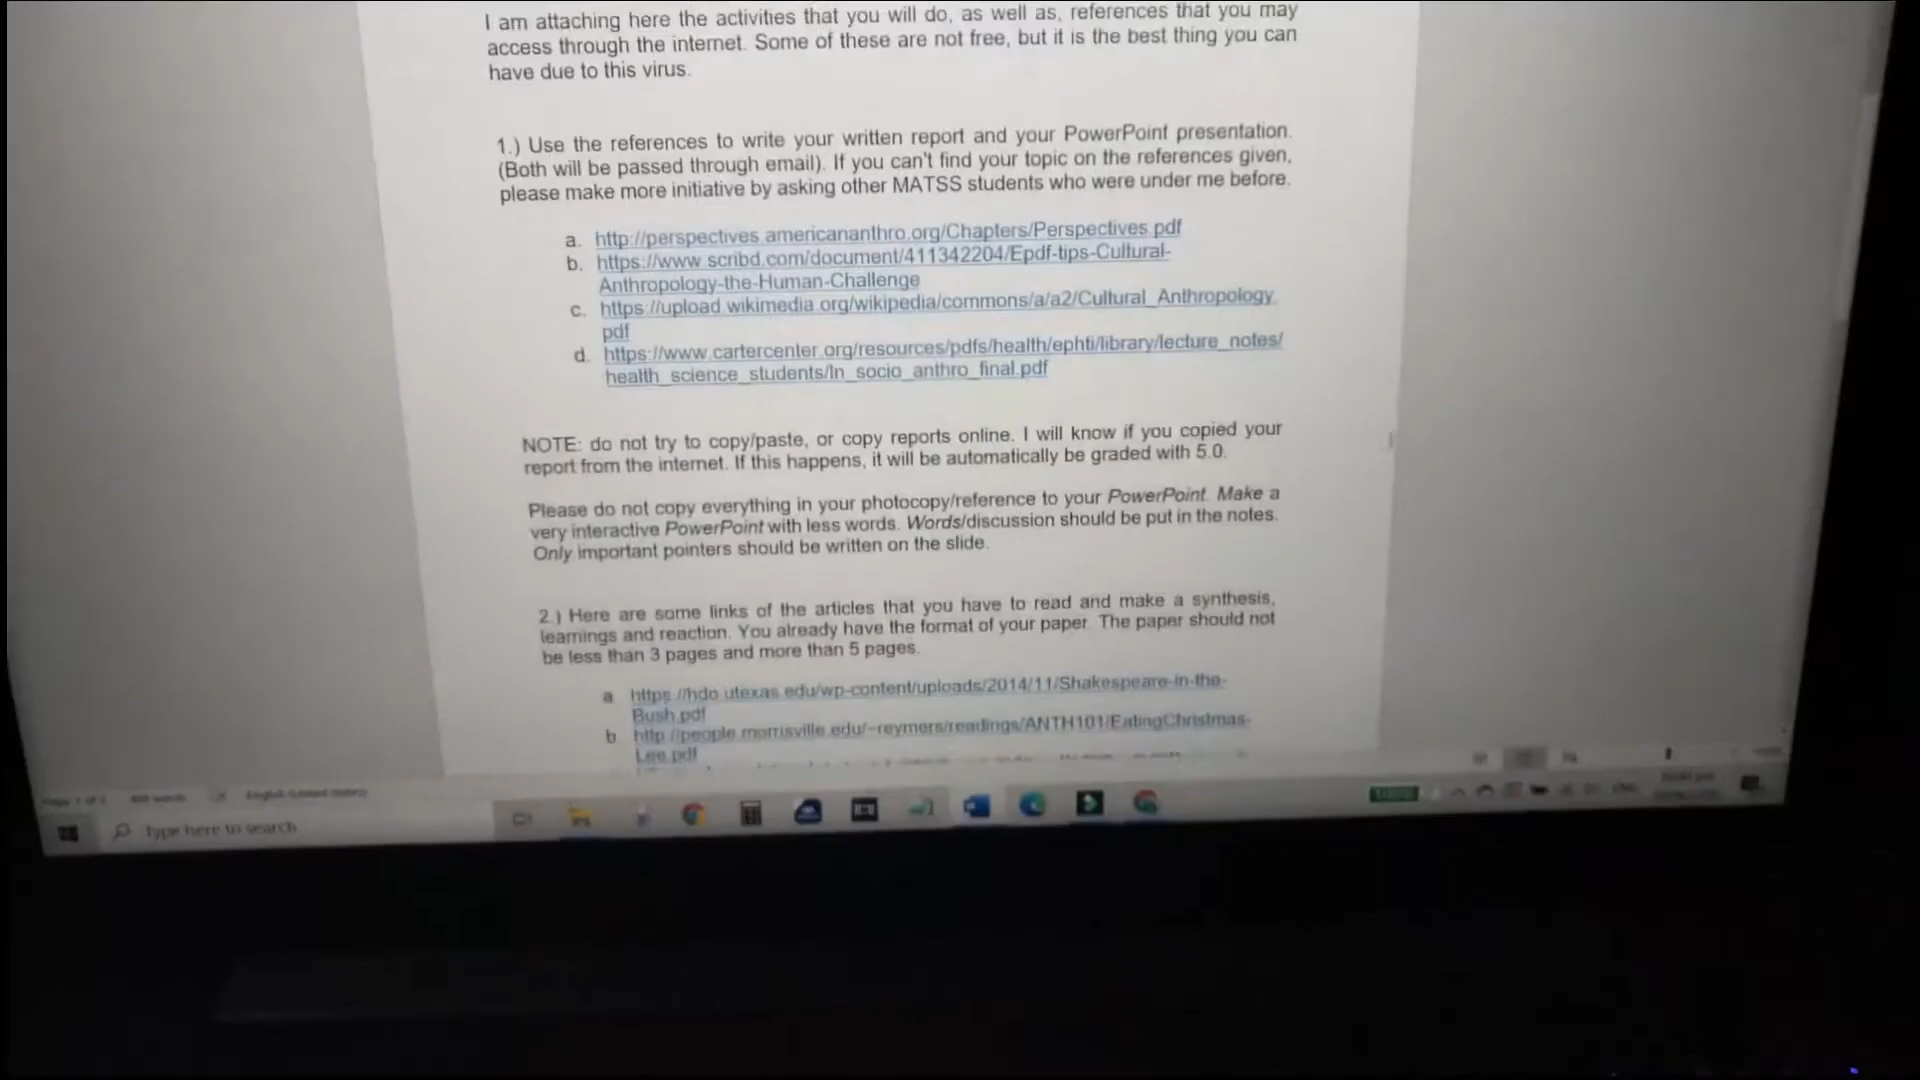 I am attaching here the activities that you will do, as well as, references that you may
access through the internet. Some of these are not free, but it is the best thing you can
have due to this virus.
1.) Use the references to write your written report and your PowerPoint presentation.
(Both will be passed through email). If you can't find your topic on the references given,
please make more initiative by asking other MATSS students who were under me before.
a. http://perspectives.americananthro.org/Chapters/Perspectives.pdf
b. https://www.scribd.com/document/411342204/Epdf-tips-Cultural-
Anthropology-the-Human-Challenge
c. https://upload.wikimedia.org/wikipedia/commons/a/a2/Cultural_Anthropology.
pdf
d. https://www.cartercenter.org/resources/pdfs/health/ephti/library/lecture_notes/
health_science_students/ln_socio_anthro_final.pdf
NOTE: do not try to copy/paste, or copy reports online. I will know if you copied your
report from the internet. If this happens, it will be automatically be graded with 5.0.
Please do not copy everything in your photocopy/reference to your PowerPoint. Make a
very interactive PowerPoint with less words. Words/discussion should be put in the notes.
Only important pointers should be written on the slide.
2.) Here are some links of the articles that you have to read and make a synthesis,
learnings and reaction. You already have the format of your paper. The paper should not
be less than 3 pages and more than 5 pages.
a https://hdo.utexas.edu/wp-content/uploads/2014/11/Shakespeare-in-the-
Bush.pdf
b http://people.morrisville.edu/~reymers/readings/ANTH101/EatingChristmas-
Lee.pdf
English (United States)
Type here to search